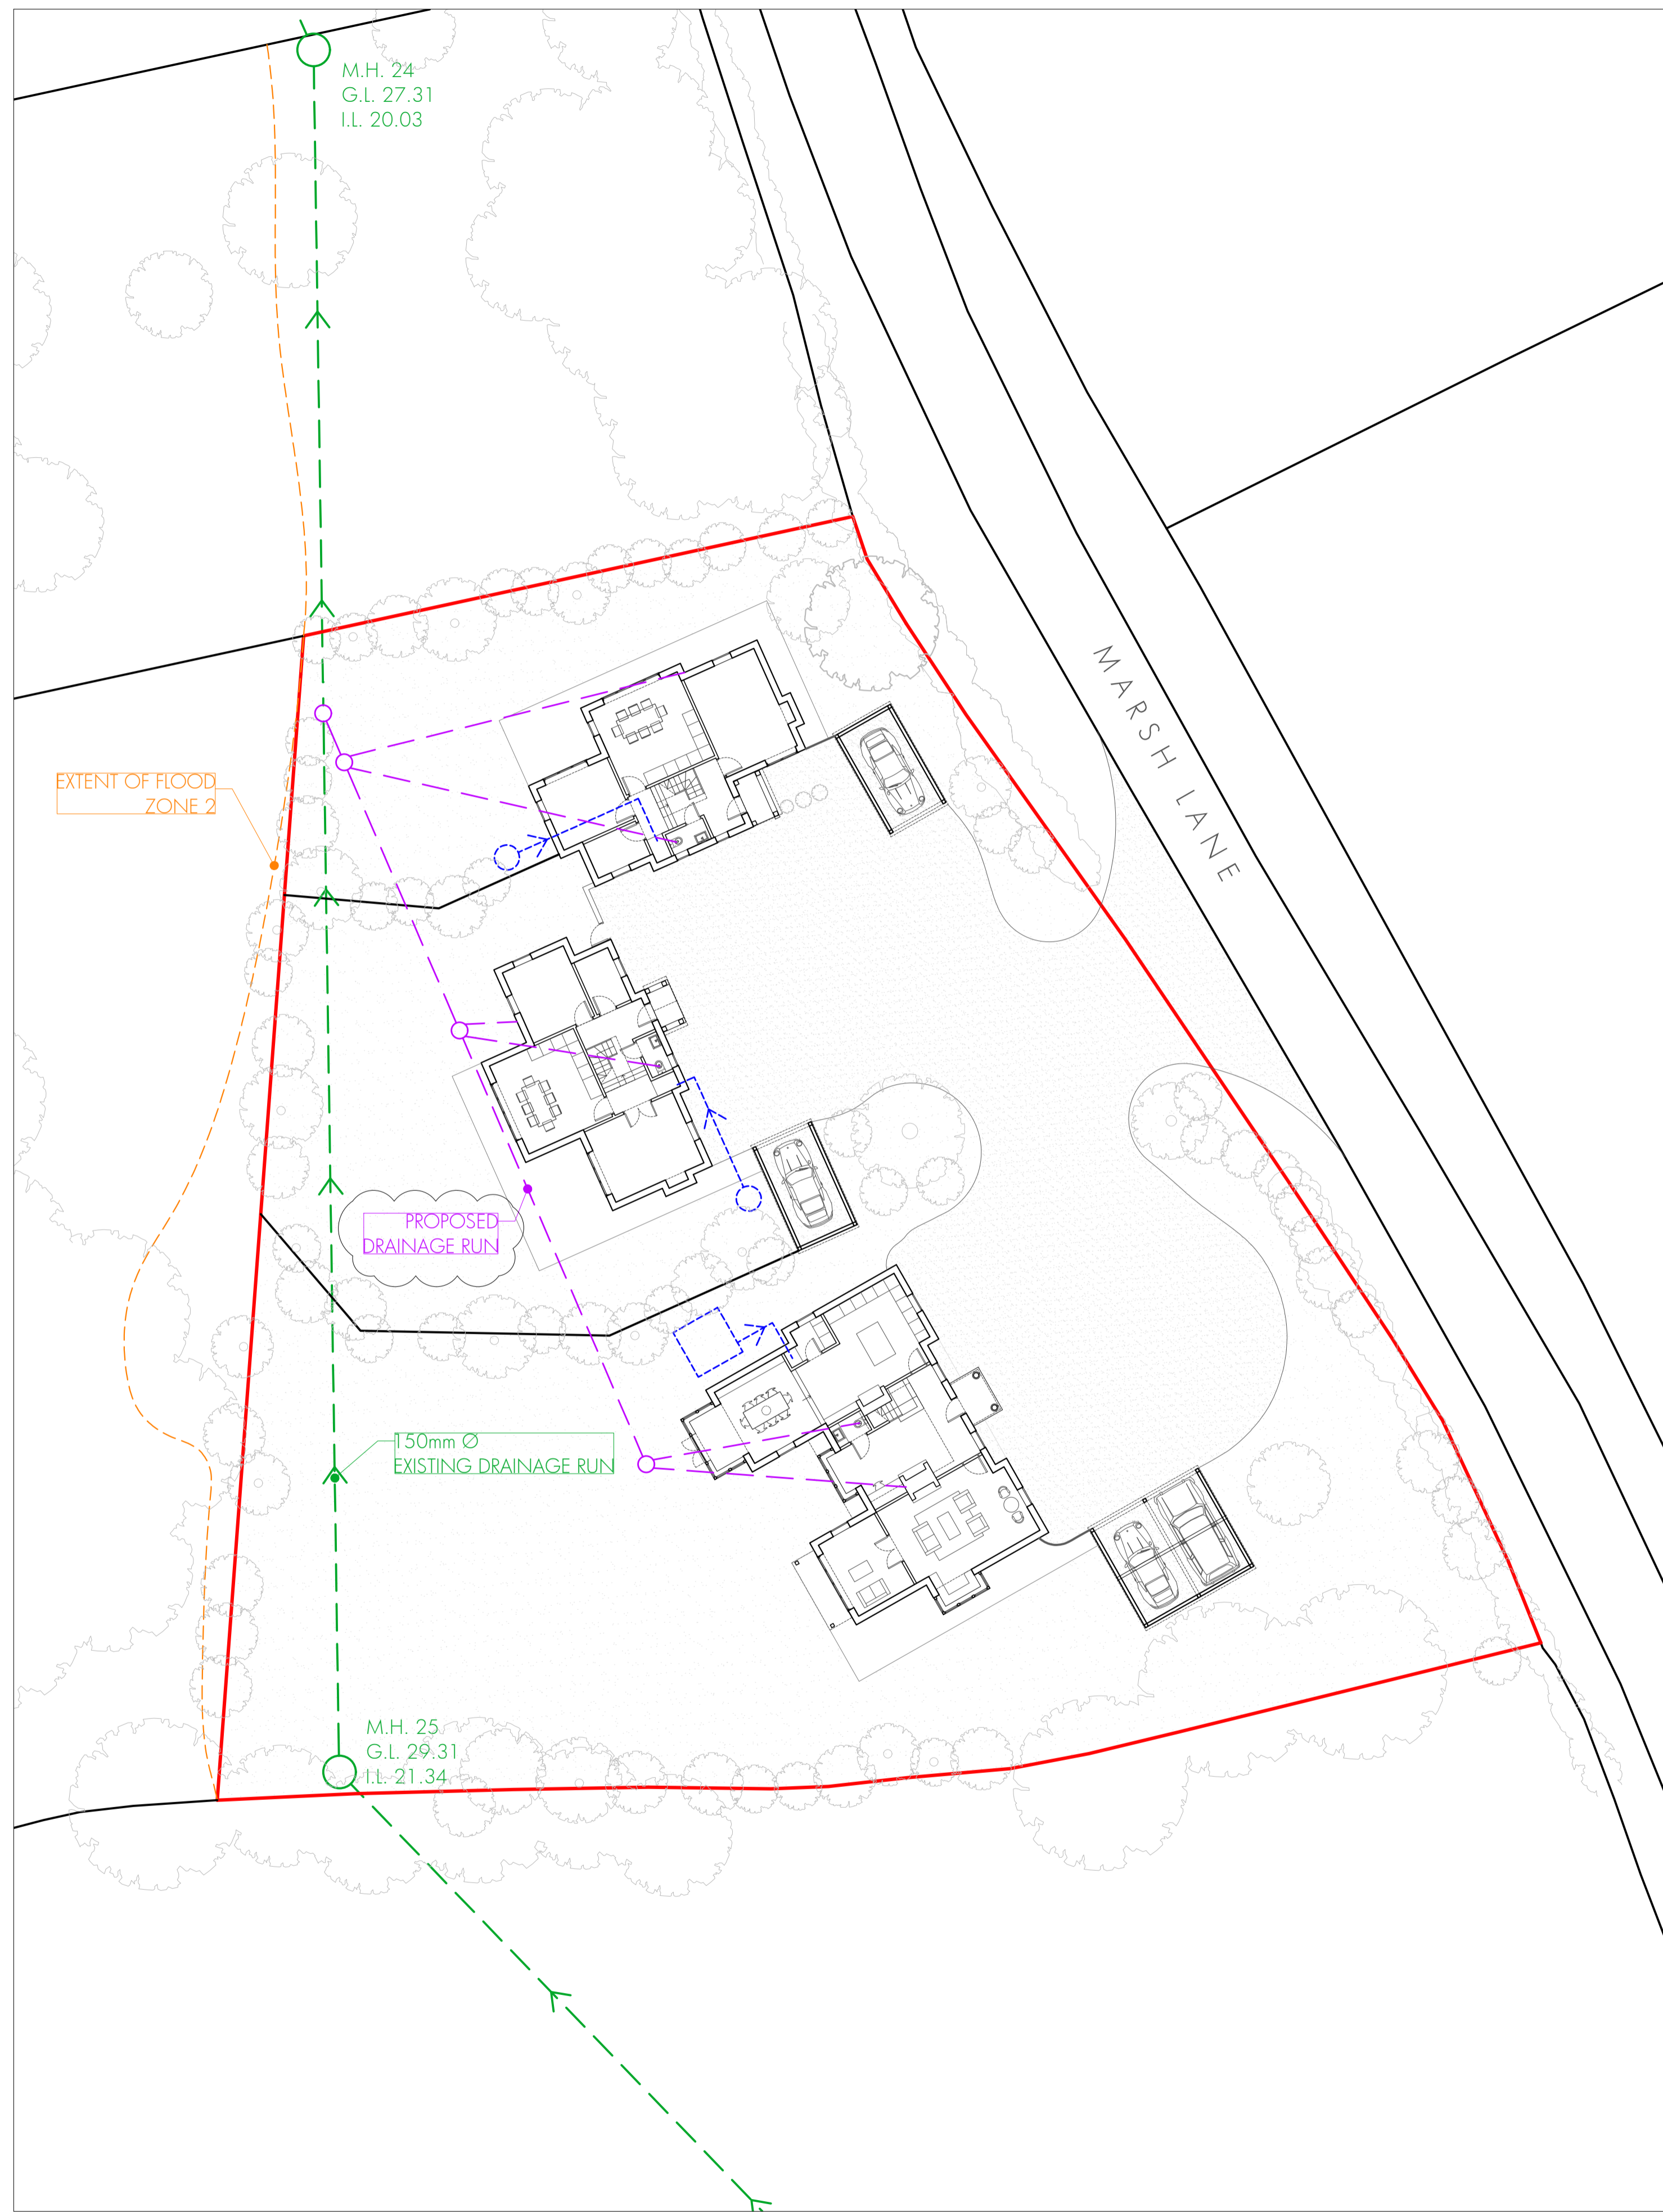 M.H. 24
G.L. 27.31
I.L. 20.03
MARSH LANE
EXTENT OF FLOOD
ZONE 2
PROPOSED
DRAINAGE RUN
150mm Ø
EXISTING DRAINAGE RUN
M.H. 25
G.L. 29.31
I.L. 21.34